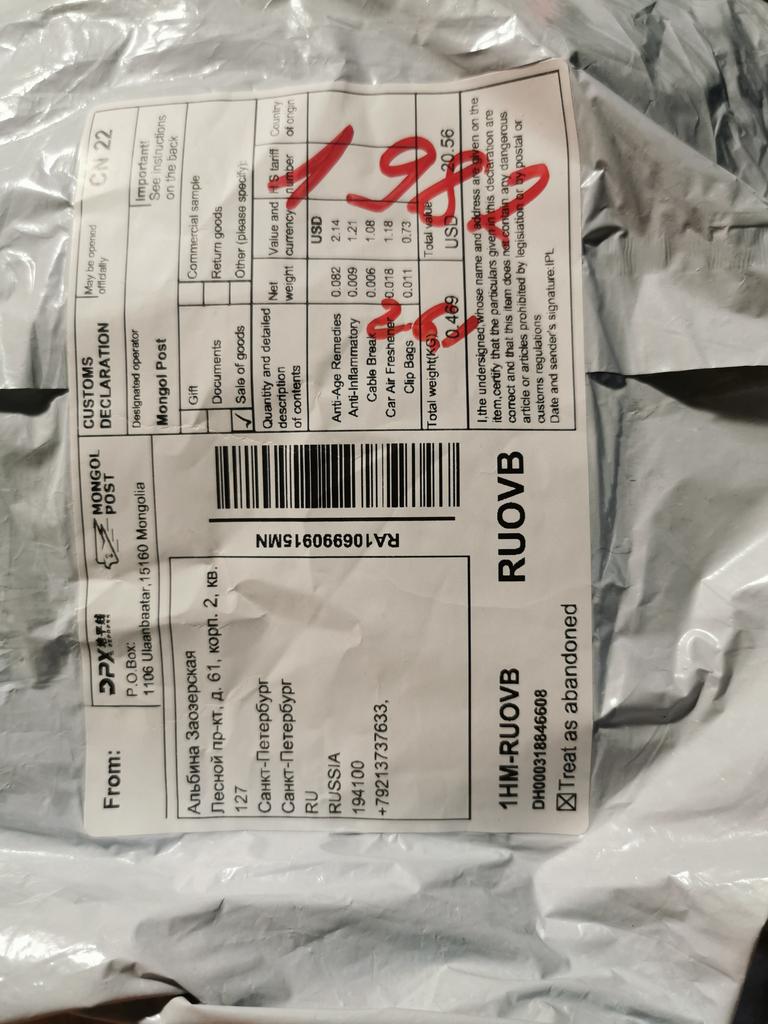 From:
DPX
P.O.Box:
1106 Ulaanbaatar,15160 Mongolia
MONGOL
POST
Альбина Заозерская
Лесной пр-кт, д. 61, корп. 2, кв.
127
Санкт-Петербург
Санкт-Петербург
RU
RUSSIA
194100
+79213737633,
RA106990915MN
1HM-RUOVB
RUOVB
DH000318846608
☒Treat as abandoned
CUSTOMS
DECLARATION
May be opened
officially
CN 22
Designated operator
Mongol Post
Important!
See instructions
on the back
Gift
Commercial sample
Documents
Return goods
✓ Sale of goods
Other (please specify):
Quantity and detailed
description
of contents
Net
weight
Value and
currency
HS tariff
number
Country
of origin
USD
Anti-Age Remedies 0.082 2.14
Anti-Inflammatory 0.009 1.21
Cable 0.006 1.08
Car Air Freshener 0.018 1.18
Clip Bags 0.011 0.73
Total weight(KG)
0.469
Total value
USD 20.56
I,the undersigned,whose name and address are given on the
item,certify that the particulars given in this declaration are
correct and that this item does not contain any dangerous
article or articles prohibited by legislation or by postal or
customs regulations
Date and sender's signature:IPL